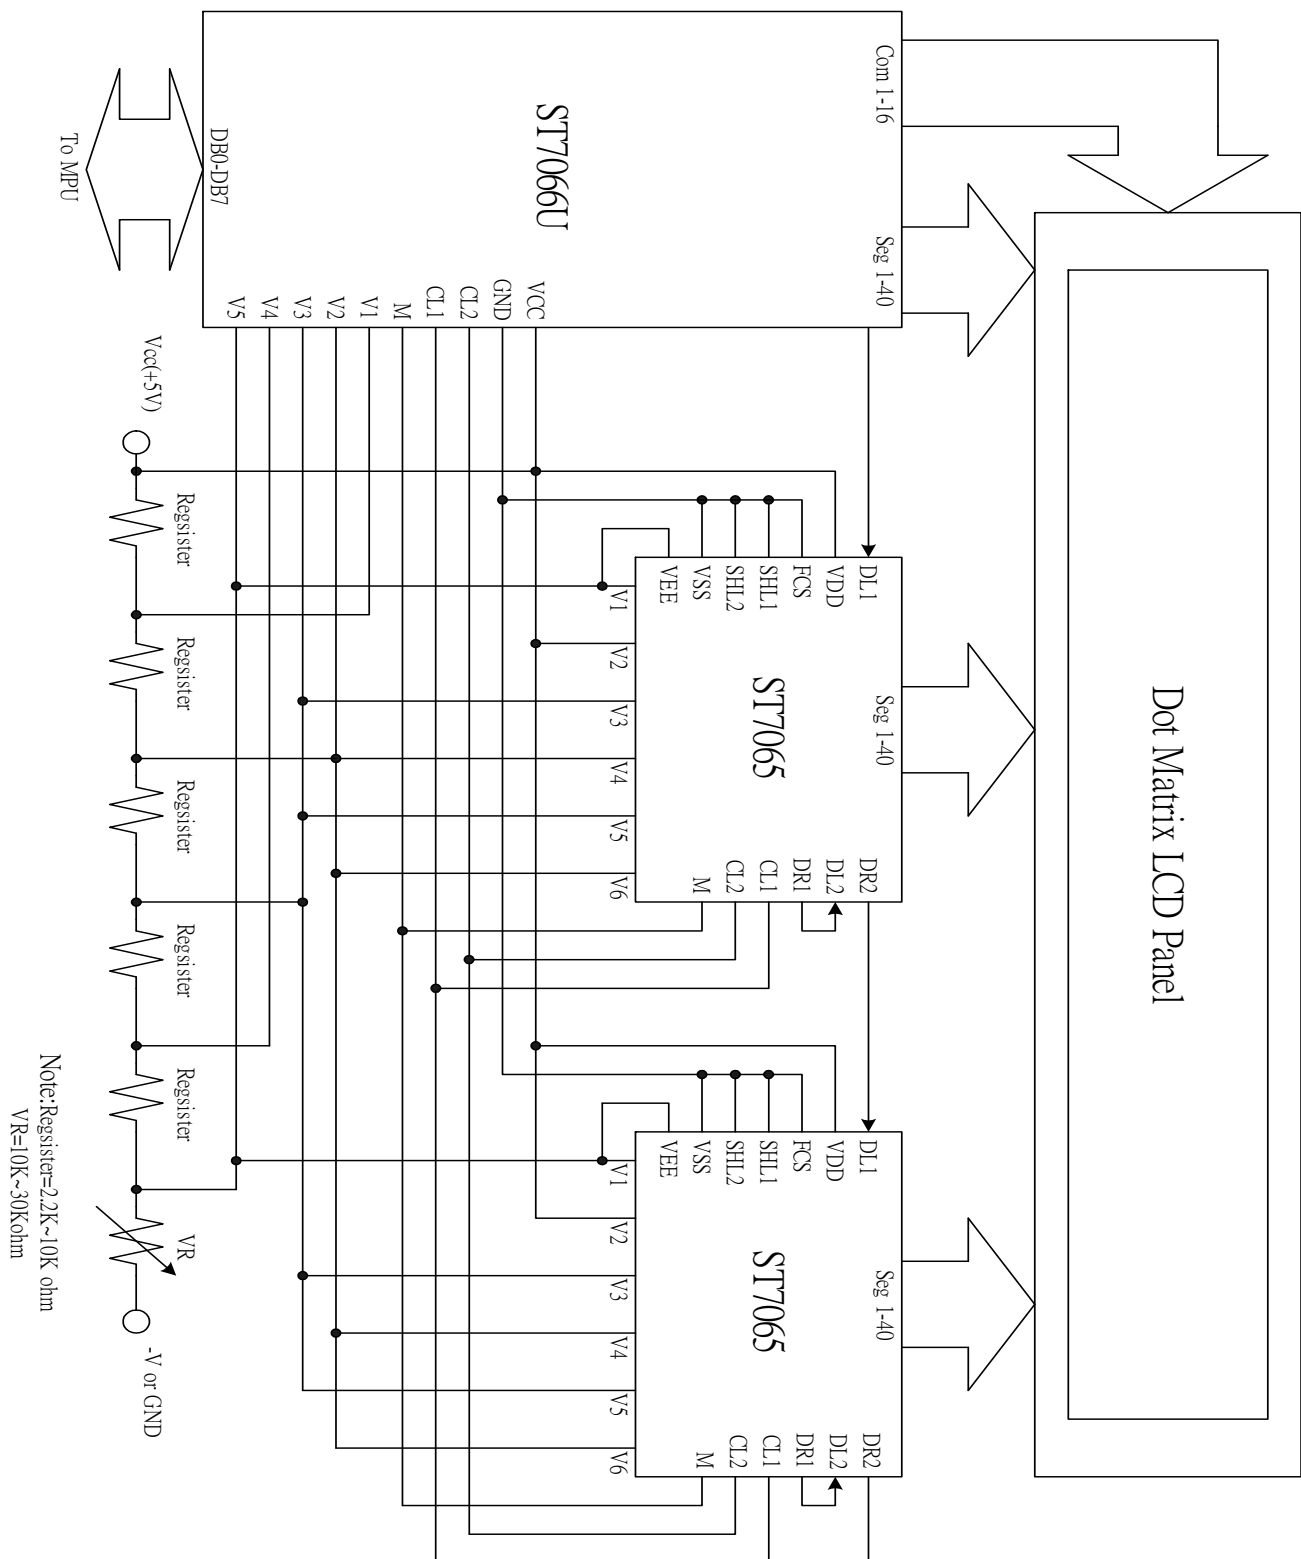 Dot Matrix LCD Panel
Com 1-16
Seg 1-40
Seg 1-40
Seg 1-40
ST7066U
DB0-DB7
To MPU
VCC
GND
CL2
CL1
M
V1
V2
V3
V4
V5
DL1
VDD
FCS
SHL1
SHL2
VSS
VEE
V1
V2
V3
V4
V5
V6
ST7065
DR2
DL2
DR1
CL1
CL2
M
DL1
VDD
FCS
SHL1
SHL2
VSS
VEE
V1
V2
V3
V4
V5
V6
ST7065
DR2
DL2
DR1
CL1
CL2
M
Vcc(+5V)
Regsister
Regsister
Regsister
Regsister
Regsister
VR
-V or GND
Note:Regsister=2.2K~10K ohm
VR=10K~30Kohm